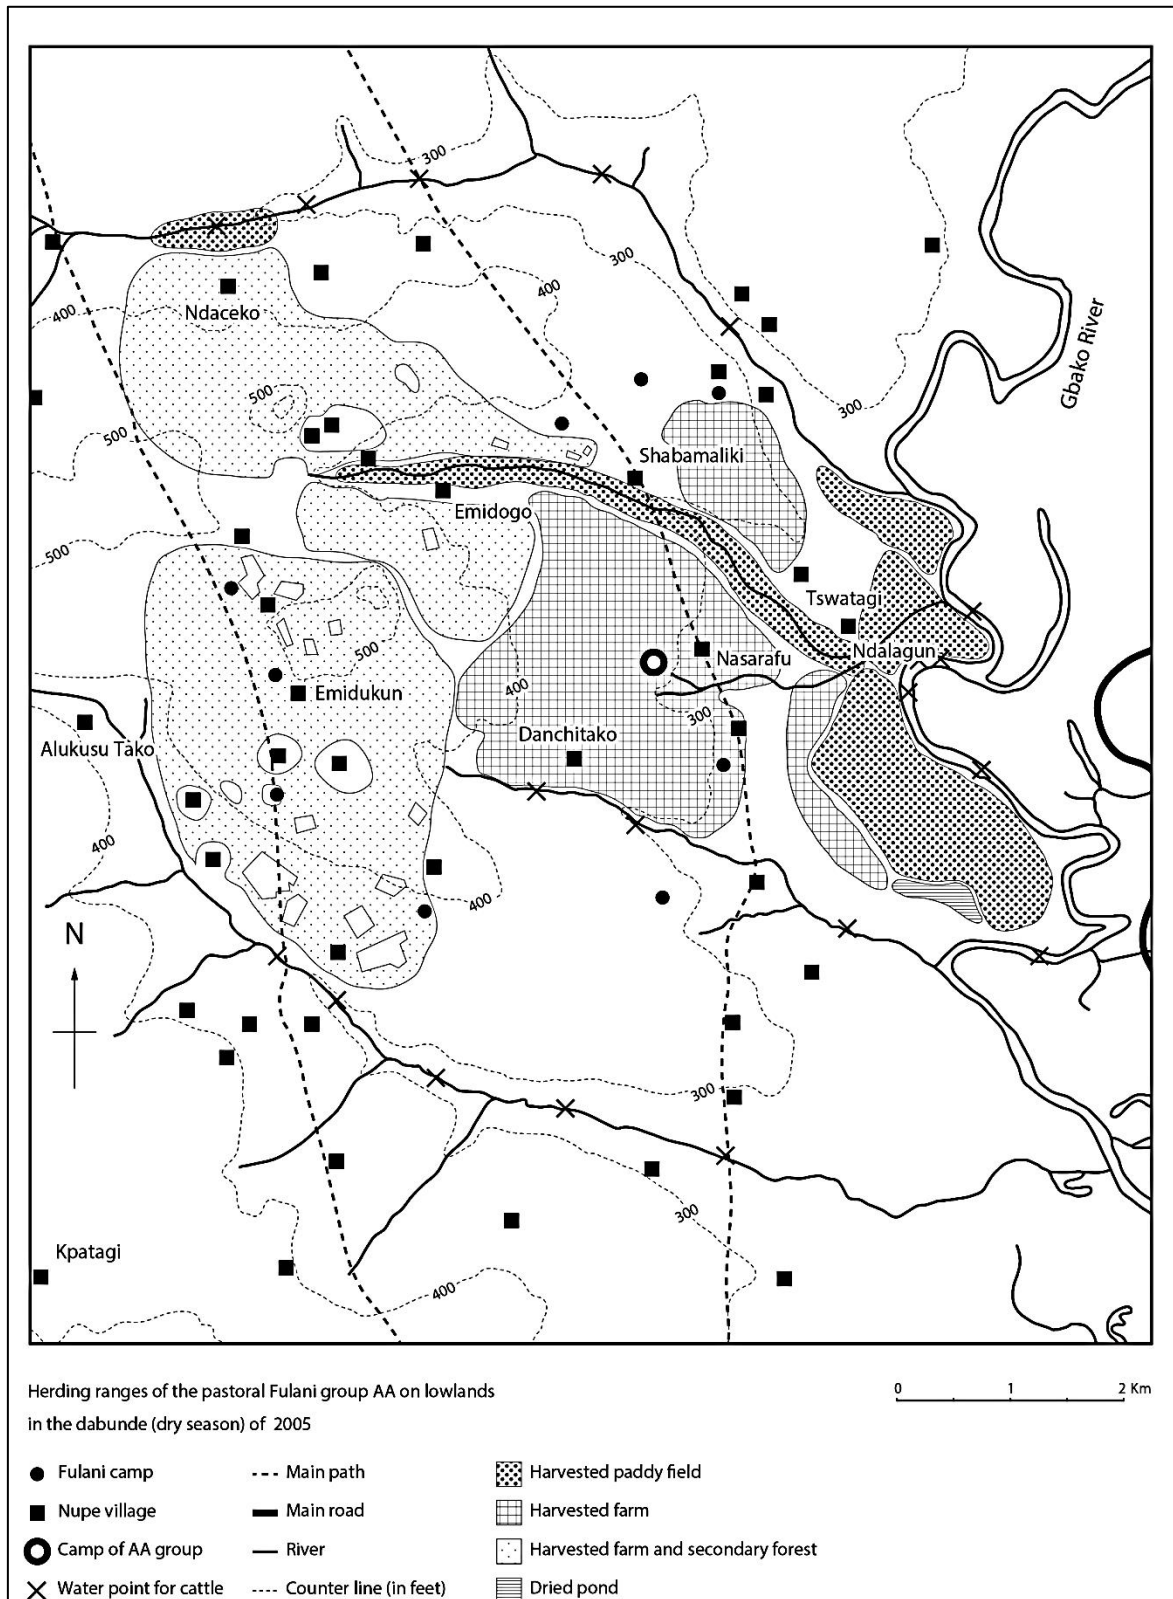 300
300
400
Ndaceko
400
Gbako River
500
300
500
Shabamaliki
Emidogo
500
Tswatagi
500
Nasarafu
Ndalagun
400
Emidukun
300
Alukusu Tako
Danchitako
400
400
N
300
300
Kpatagi
400
Herding ranges of the pastoral Fulani group AA on lowlands
in the dabunde (dry season) of 2005
0 1 2 Km
Fulani camp
Main path
Harvested paddy field
Nupe village
Main road
Harvested farm
Camp of AA group
River
Harvested farm and secondary forest
Water point for cattle
Counter line (in feet)
Dried pond